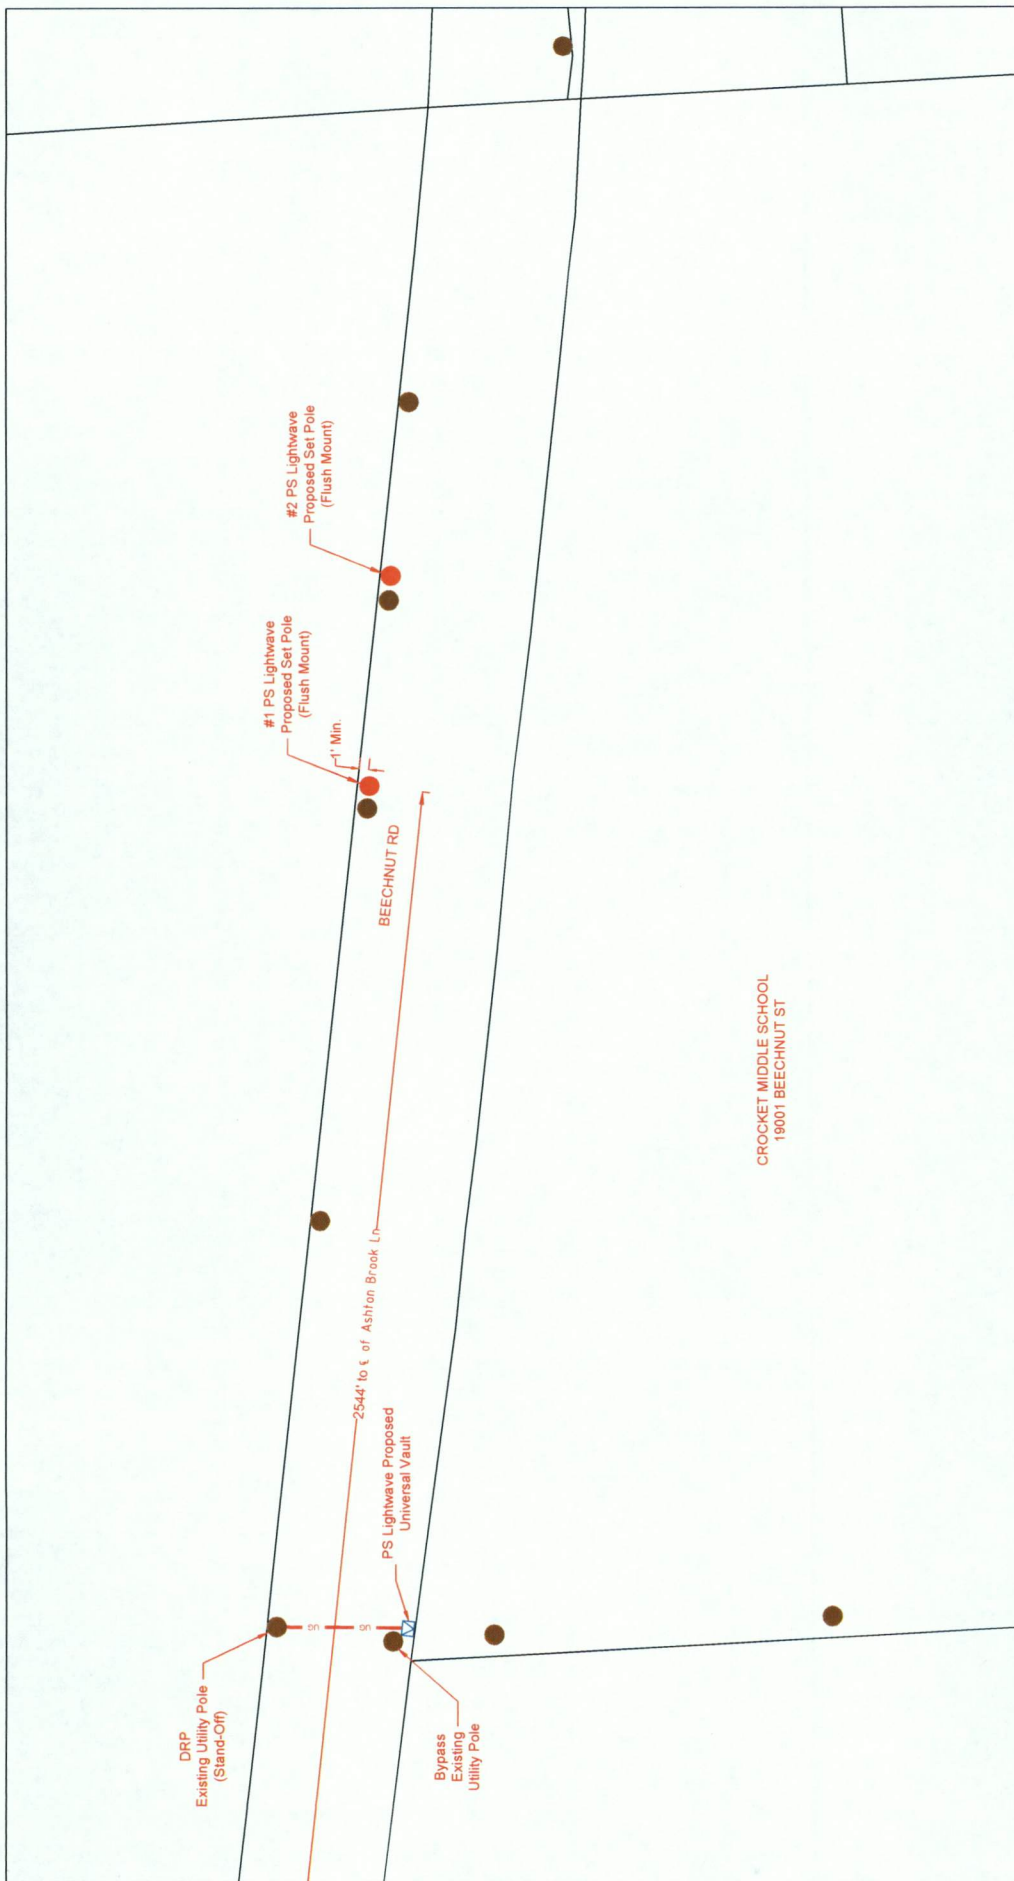 #2 PS Lightwave
Proposed Set Pole
(Flush Mount)
#1 PS Lightwave
Proposed Set Pole
(Flush Mount)
1' Min.
BEECHNUT RD
CROCKET MIDDLE SCHOOL
19001 BEECHNUT ST
2544' to ℄ of Ashton Brook Ln
PS Lightwave Proposed
Universal Vault
DRP
Existing Utility Pole
(Stand-Off)
Bypass
Existing
Utility Pole